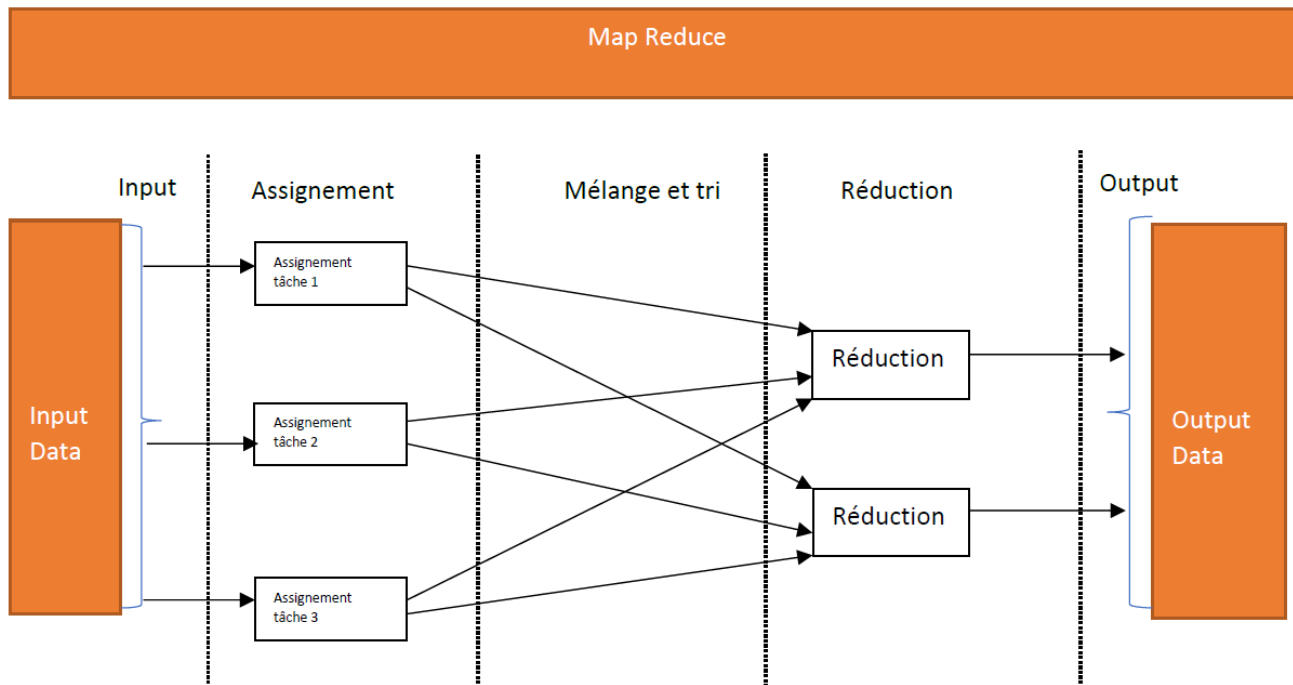 Map Reduce
Input
Assignement
Mélange et tri
Réduction
Output
Input
Data
Assignement
tâche 1
Assignement
tâche 2
Assignement
tâche 3
Réduction
Réduction
Output
Data